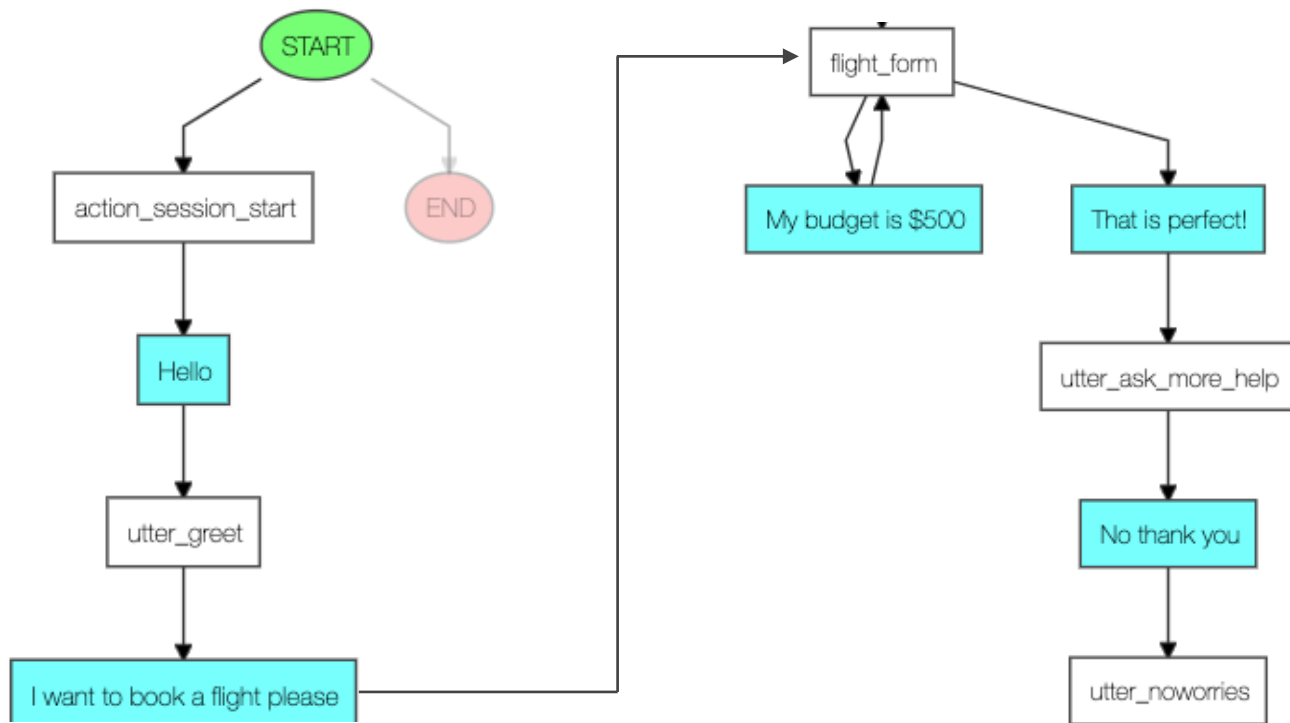 START
action_session_start
END
Hello
utter_greet
I want to book a flight please
flight_form
My budget is $500
That is perfect!
utter_ask_more_help
No thank you
utter_noworries